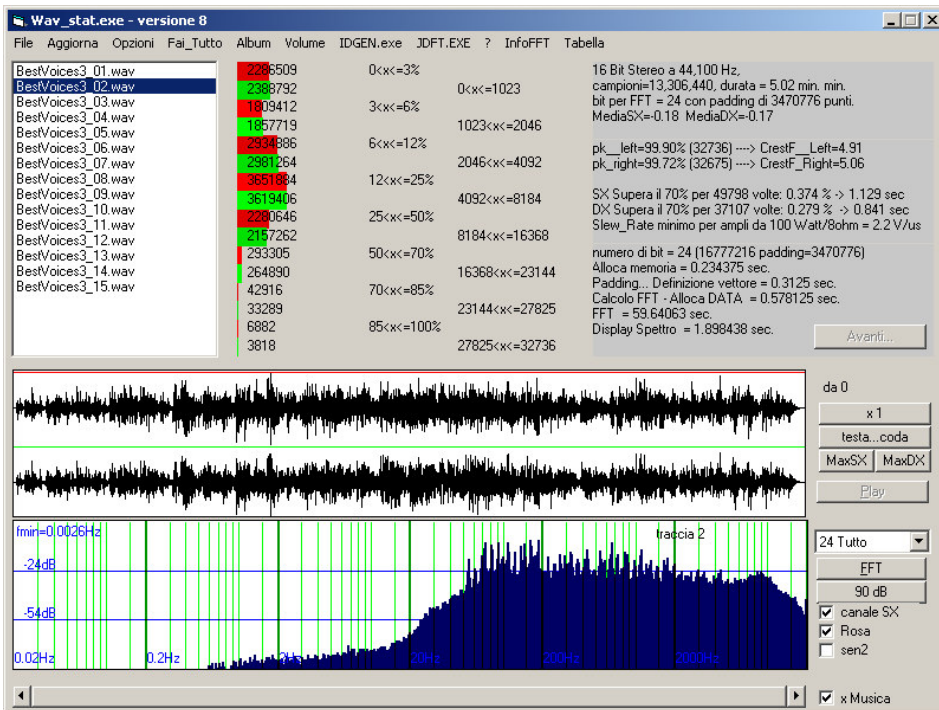 Wav_stat.exe - versione 8
File Aggiorna Opzioni Fai_Tutto Album Volume IDGEN.exe JDFT.EXE ? InfoFFT Tabella
BestVoices3_01.wav
BestVoices3_02.wav
BestVoices3_03.wav
BestVoices3_04.wav
BestVoices3_05.wav
BestVoices3_06.wav
BestVoices3_07.wav
BestVoices3_08.wav
BestVoices3_09.wav
BestVoices3_10.wav
BestVoices3_11.wav
BestVoices3_12.wav
BestVoices3_13.wav
BestVoices3_14.wav
BestVoices3_15.wav
2286509 0<x<=3%
2388792 0<x<=1023
1809412 3<x<=6%
1857719 1023<x<=2046
2934886 6<x<=12%
2981264 2046<x<=4092
3651884 12<x<=25%
3619406 4092<x<=8184
2280646 25<x<=50%
2157262 8184<x<=16368
293305 50<x<=70%
264890 16368<x<=23144
42916 70<x<=85%
33289 23144<x<=27825
6882 85<x<=100%
3818 27825<x<=32736
16 Bit Stereo a 44,100 Hz,
campioni=13,306,440, durata = 5.02 min. min.
bit per FFT = 24 con padding di 3470776 punti.
MediaSX=-0.18 MediaDX=-0.17
pk__left=99.90% (32736) ----> CrestF__Left=4.91
pk_right=99.72% (32675) ----> CrestF_Right=5.06
SX Supera il 70% per 49798 volte: 0.374 % -> 1.129 sec
DX Supera il 70% per 37107 volte: 0.279 % -> 0.841 sec
Slew_Rate minimo per ampli da 100 Watt/8ohm = 2.2 V/us
numero di bit = 24 (16777216 padding=3470776)
Alloca memoria = 0.234375 sec.
Padding... Definizione vettore = 0.3125 sec.
Calcolo FFT - Alloca DATA = 0.578125 sec.
FFT = 59.64063 sec.
Display Spettro = 1.898438 sec.
Avanti...
da 0
x 1
testa...coda
MaxSX MaxDX
Play
fmin=0.0026Hz
traccia 2
-24dB
-54dB
0.02Hz 0.2Hz 2Hz 20Hz 200Hz 2000Hz
24 Tutto
FFT
90 dB
canale SX
Rosa
sen2
x Musica